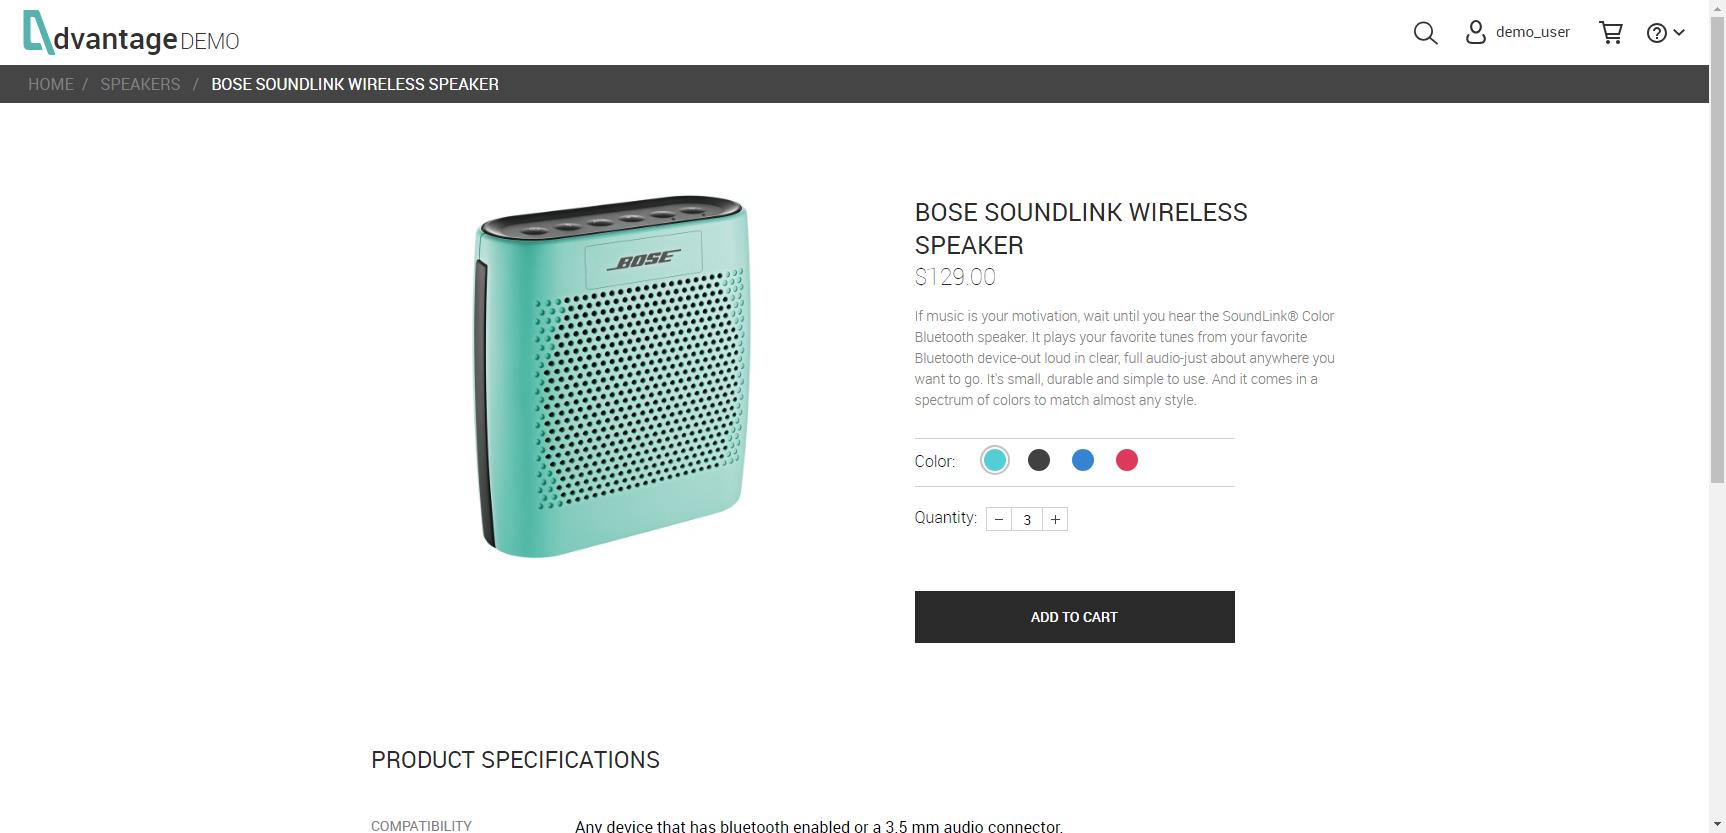 dvantage DEMO
demo_user
HOME / SPEAKERS / BOSE SOUNDLINK WIRELESS SPEAKER
BOSE
BOSE SOUNDLINK WIRELESS
SPEAKER
$129.00
If music is your motivation, wait until you hear the SoundLink® Color
Bluetooth speaker. It plays your favorite tunes from your favorite
Bluetooth device-out loud in clear, full audio-just about anywhere you
want to go. It's small, durable and simple to use. And it comes in a
spectrum of colors to match almost any style.
Color:
Quantity: − 3 +
ADD TO CART
PRODUCT SPECIFICATIONS
COMPATIBILITY Any device that has bluetooth enabled or a 3.5 mm audio connector.